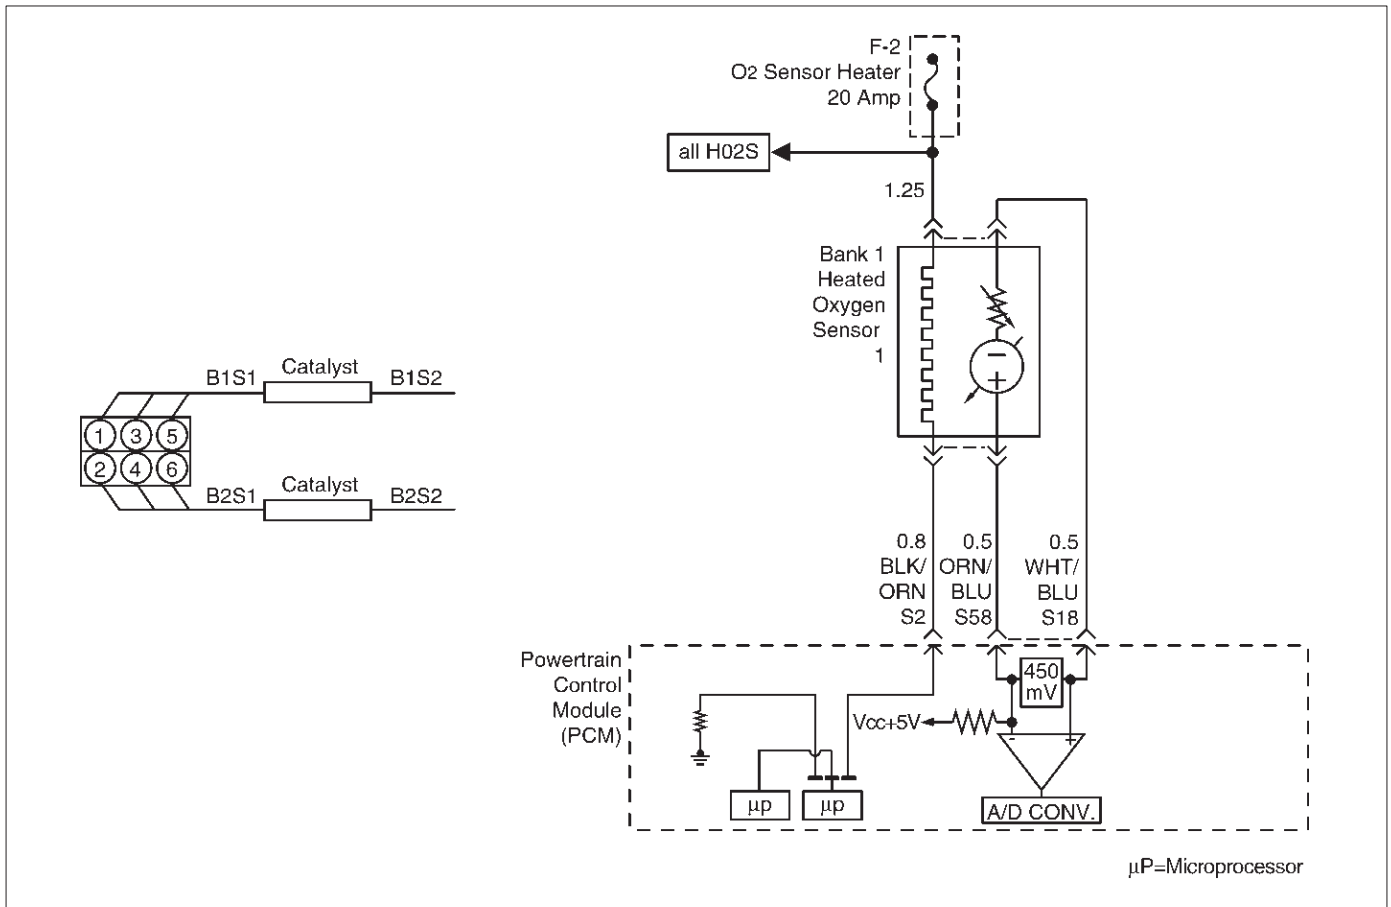 F-2
O2 Sensor Heater
20 Amp
all H02S
1.25
Bank 1
Heated
Oxygen
Sensor
1
−
+
B1S1
Catalyst
B1S2
1 3 5
2 4 6
B2S1
Catalyst
B2S2
0.8
BLK/
ORN
S2
0.5
ORN/
BLU
S58
0.5
WHT/
BLU
S18
Powertrain
Control
Module
(PCM)
450
mV
Vcc+5V
- +
μp
μp
A/D CONV.
μP=Microprocessor